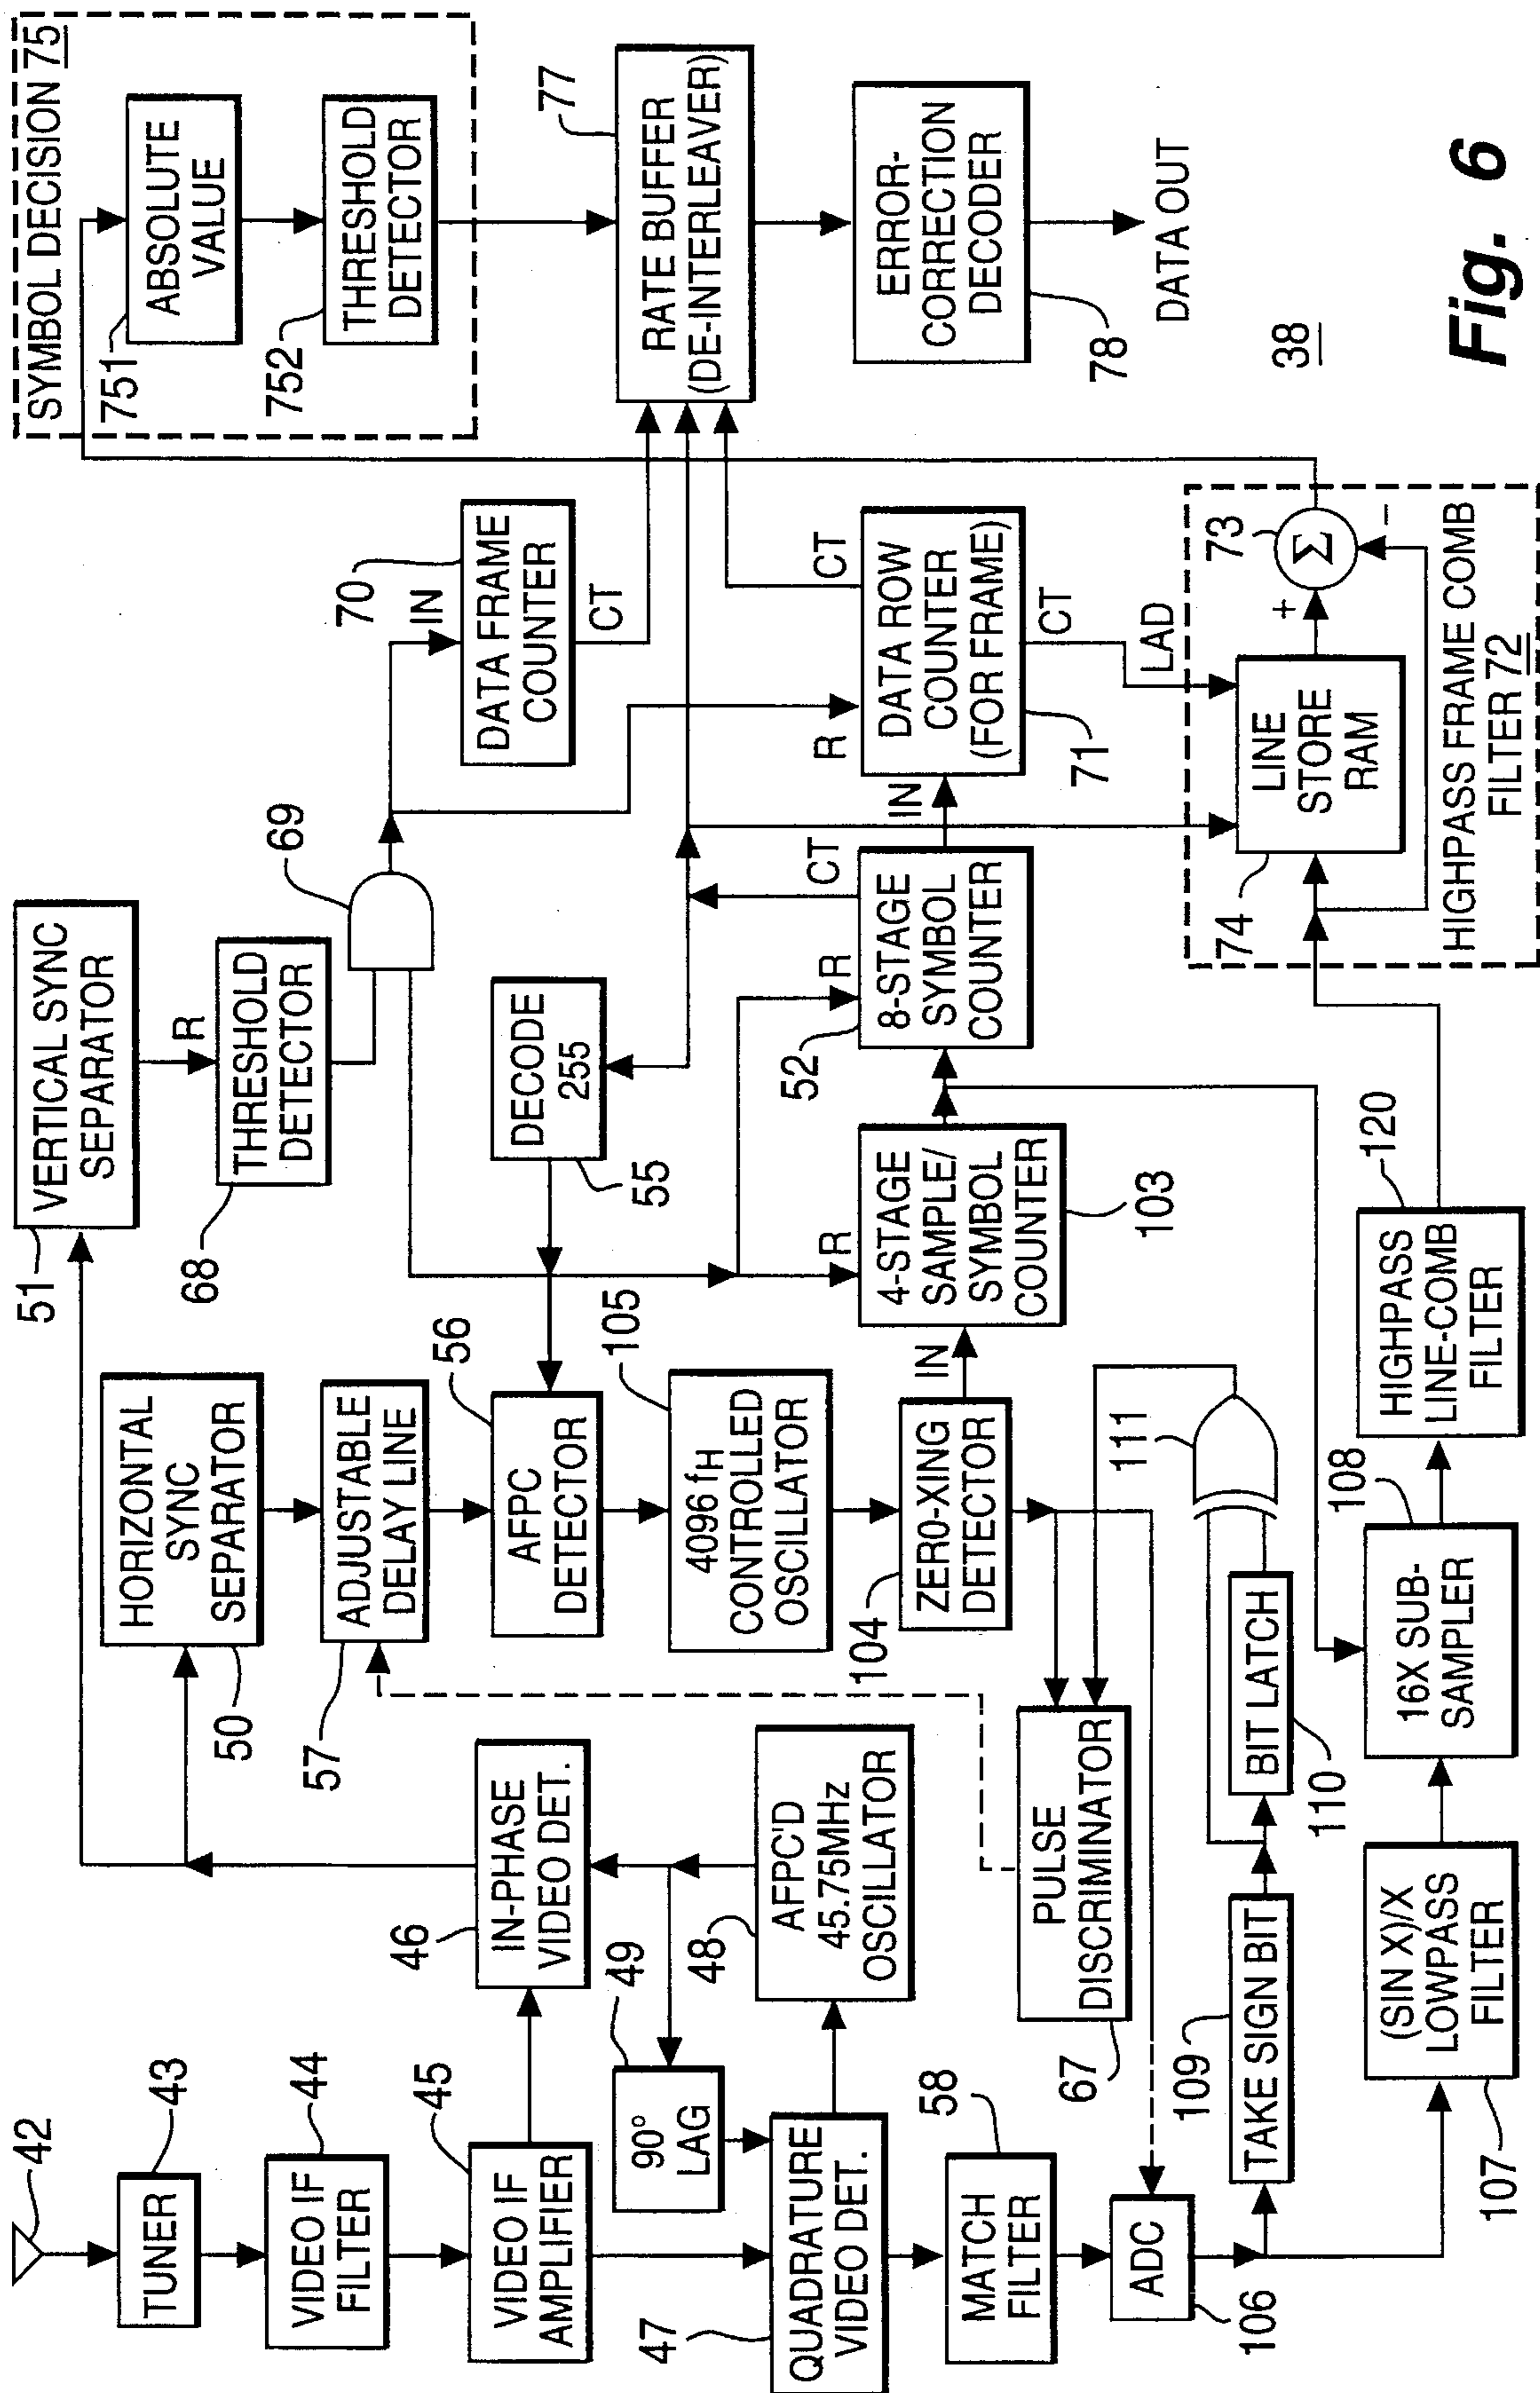 42
TUNER
43
VIDEO IF
FILTER
44
VIDEO IF
AMPLIFIER
45
IN-PHASE
VIDEO DET.
46
90°
LAG
49
AFPC'D
45.75MHz
OSCILLATOR
48
QUADRATURE
VIDEO DET.
47
MATCH
FILTER
58
ADC
106
TAKE SIGN BIT
109
BIT LATCH
110
111
(SIN X)/X
LOWPASS
FILTER
107
16X SUB-
SAMPLER
108
HIGHPASS
LINE-COMB
FILTER
120
PULSE
DISCRIMINATOR
67
HORIZONTAL
SYNC
SEPARATOR
50
ADJUSTABLE
DELAY LINE
57
AFPC
DETECTOR
56
4096 fH
CONTROLLED
OSCILLATOR
105
ZERO-XING
DETECTOR
104
IN
R
4-STAGE
SAMPLE/
SYMBOL
COUNTER
103
VERTICAL SYNC
SEPARATOR
51
R
THRESHOLD
DETECTOR
68
69
DECODE
255
55
R
CT
8-STAGE
SYMBOL
COUNTER
52
IN
DATA FRAME
COUNTER
70
IN
CT
R
CT
DATA ROW
COUNTER
(FOR FRAME)
71
CT
LAD
LINE
STORE
RAM
74
+
Σ
−
73
HIGHPASS FRAME COMB
FILTER 72
SYMBOL DECISION 75
ABSOLUTE
VALUE
751
THRESHOLD
DETECTOR
752
RATE BUFFER
(DE-INTERLEAVER)
77
ERROR-
CORRECTION
DECODER
78
DATA OUT
38
Fig. 6